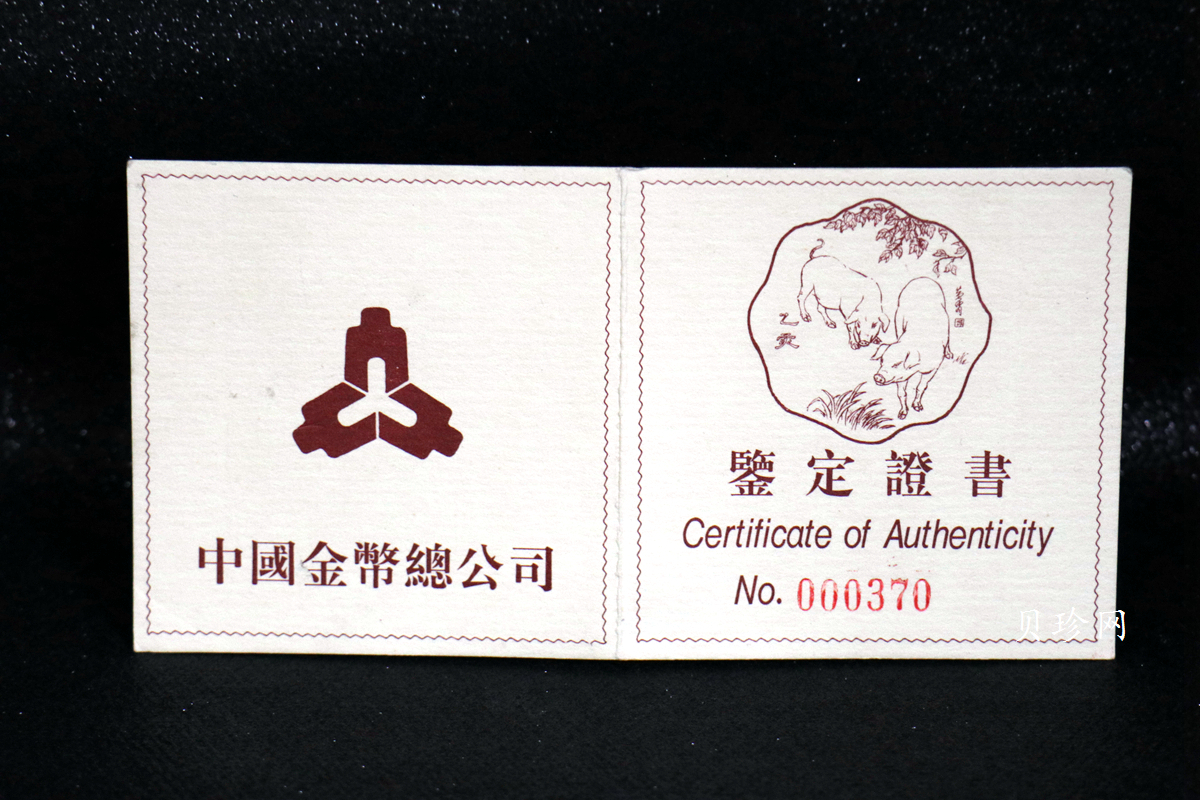 中國金幣總公司
乙亥
鑒定證書
Certificate of Authenticity
No. 000370
贝珍网